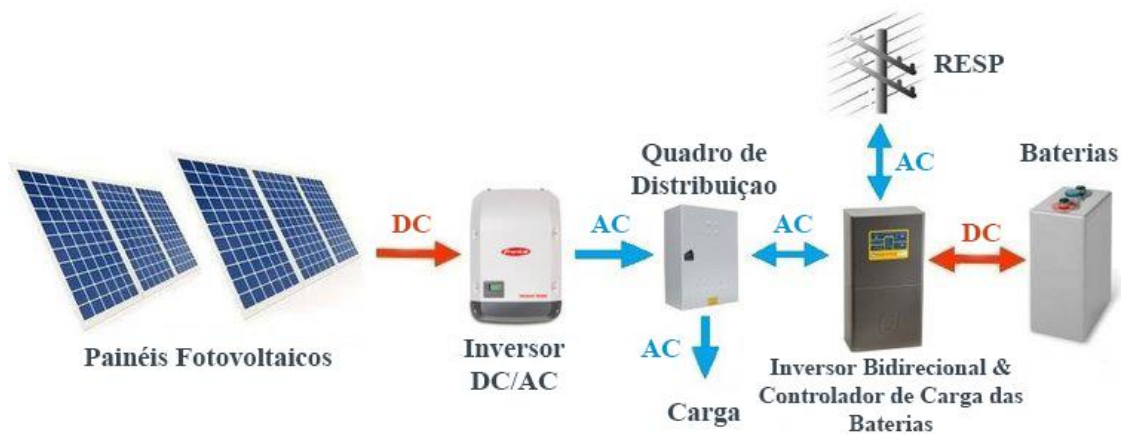 RESP
AC
Quadro de
Distribuiçao
Baterias
DC
AC
AC
DC
Painéis Fotovoltaicos
Inversor
DC/AC
AC
Carga
Inversor Bidirecional &
Controlador de Carga das
Baterias